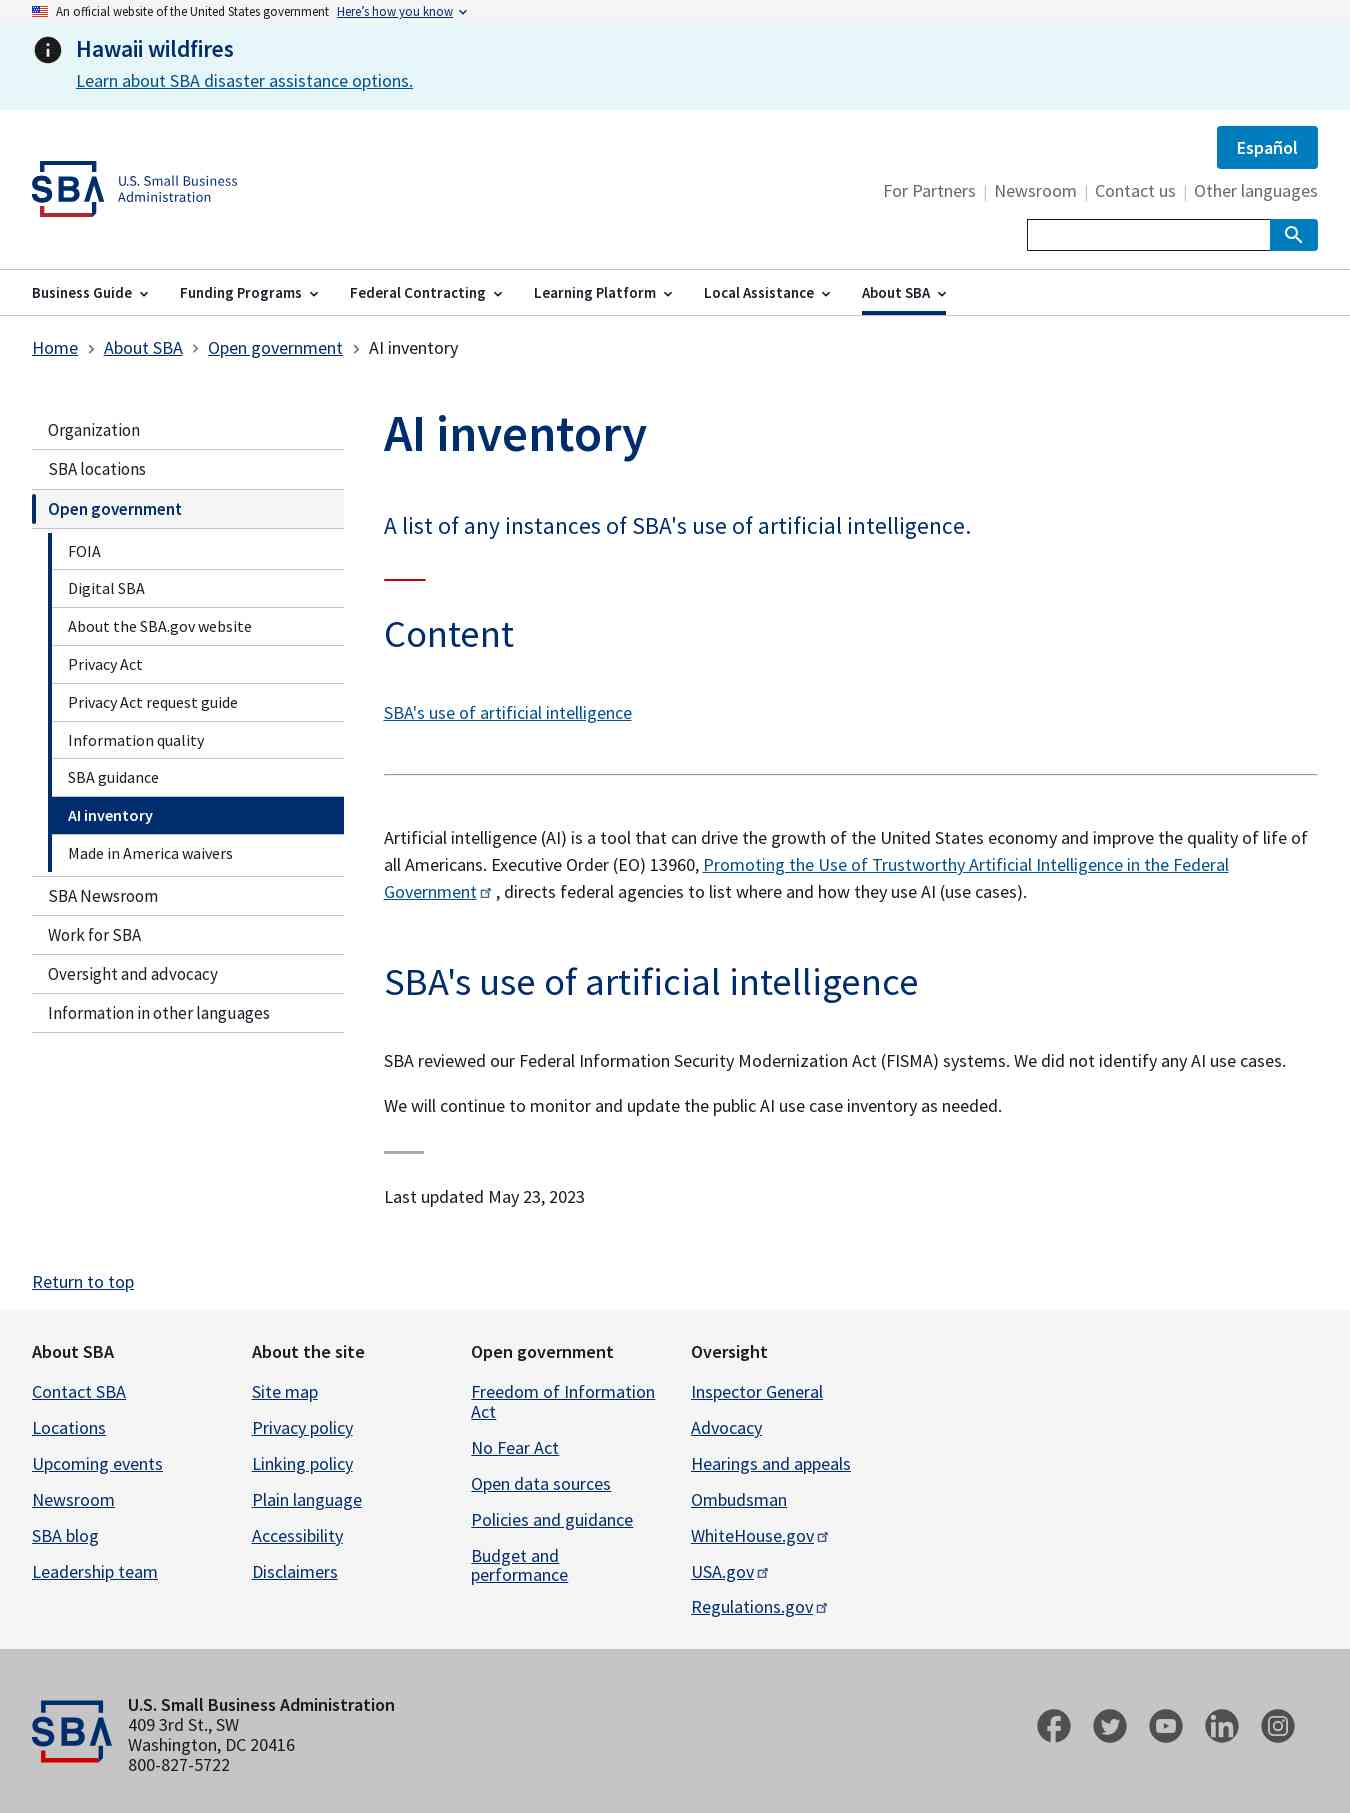 An official website of the United States government Here’s how you know
Hawaii wildfires
Learn about SBA disaster assistance options.
Español
SBA U.S. Small Business
Administration
For Partners | Newsroom | Contact us | Other languages
Business Guide Funding Programs Federal Contracting Learning Platform Local Assistance About SBA
Home > About SBA > Open government > AI inventory
Organization
SBA locations
Open government
FOIA
Digital SBA
About the SBA.gov website
Privacy Act
Privacy Act request guide
Information quality
SBA guidance
AI inventory
Made in America waivers
SBA Newsroom
Work for SBA
Oversight and advocacy
Information in other languages
AI inventory
A list of any instances of SBA's use of artificial intelligence.
Content
SBA's use of artificial intelligence
Artificial intelligence (AI) is a tool that can drive the growth of the United States economy and improve the quality of life of
all Americans. Executive Order (EO) 13960, Promoting the Use of Trustworthy Artificial Intelligence in the Federal
Government , directs federal agencies to list where and how they use AI (use cases).
SBA's use of artificial intelligence
SBA reviewed our Federal Information Security Modernization Act (FISMA) systems. We did not identify any AI use cases.
We will continue to monitor and update the public AI use case inventory as needed.
Last updated May 23, 2023
Return to top
About SBA
Contact SBA
Locations
Upcoming events
Newsroom
SBA blog
Leadership team
About the site
Site map
Privacy policy
Linking policy
Plain language
Accessibility
Disclaimers
Open government
Freedom of Information
Act
No Fear Act
Open data sources
Policies and guidance
Budget and
performance
Oversight
Inspector General
Advocacy
Hearings and appeals
Ombudsman
WhiteHouse.gov
USA.gov
Regulations.gov
SBA
U.S. Small Business Administration
409 3rd St., SW
Washington, DC 20416
800-827-5722